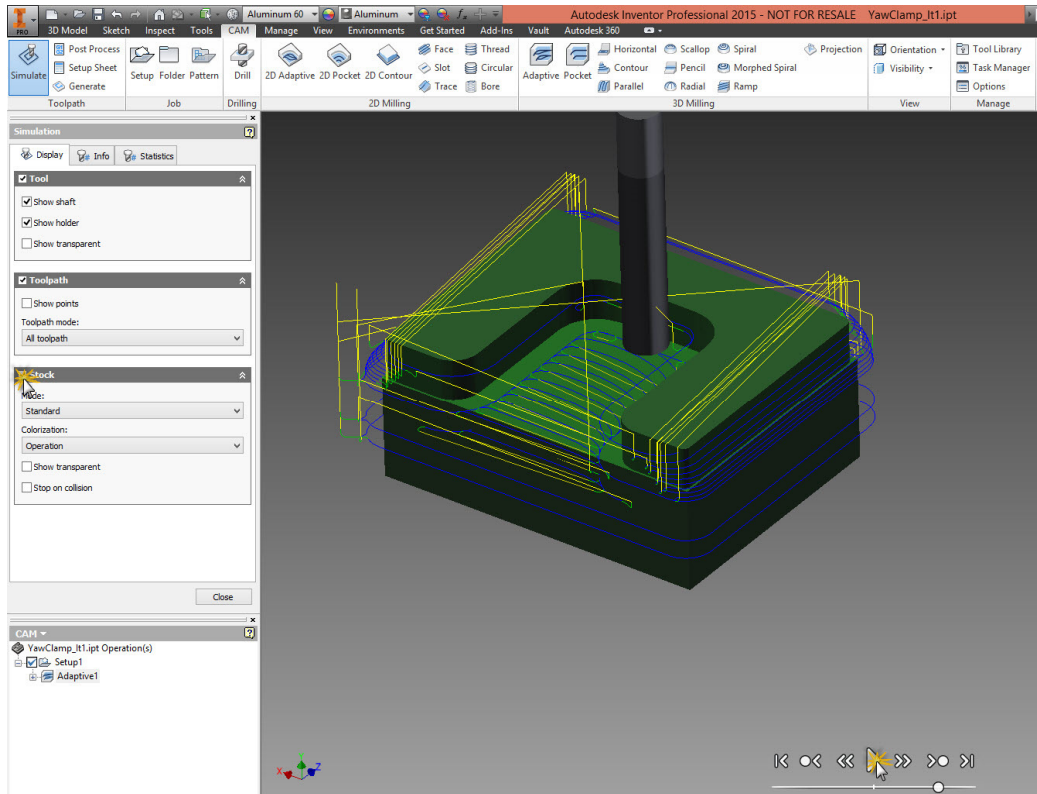 Aluminum 60 Aluminum Autodesk Inventor Professional 2015 - NOT FOR RESALE YawClamp_It1.ipt
PRO 3D Model Sketch Inspect Tools CAM Manage View Environments Get Started Add-Ins Vault Autodesk 360
Post Process Face Thread Horizontal Scallop Spiral Projection Orientation Tool Library
Simulate Setup Sheet Setup Folder Pattern Drill 2D Adaptive 2D Pocket 2D Contour Slot Circular Adaptive Pocket Contour Pencil Morphed Spiral Visibility Task Manager
Generate Trace Bore Parallel Radial Ramp Options
Toolpath Job Drilling 2D Milling 3D Milling View Manage
Simulation
Display Info Statistics
Tool
Show shaft
Show holder
Show transparent
Toolpath
Show points
Toolpath mode:
All toolpath
Stock
Mode:
Standard
Colorization:
Operation
Show transparent
Stop on collision
Close
CAM
YawClamp_It1.ipt Operation(s)
Setup1
Adaptive1
X Z